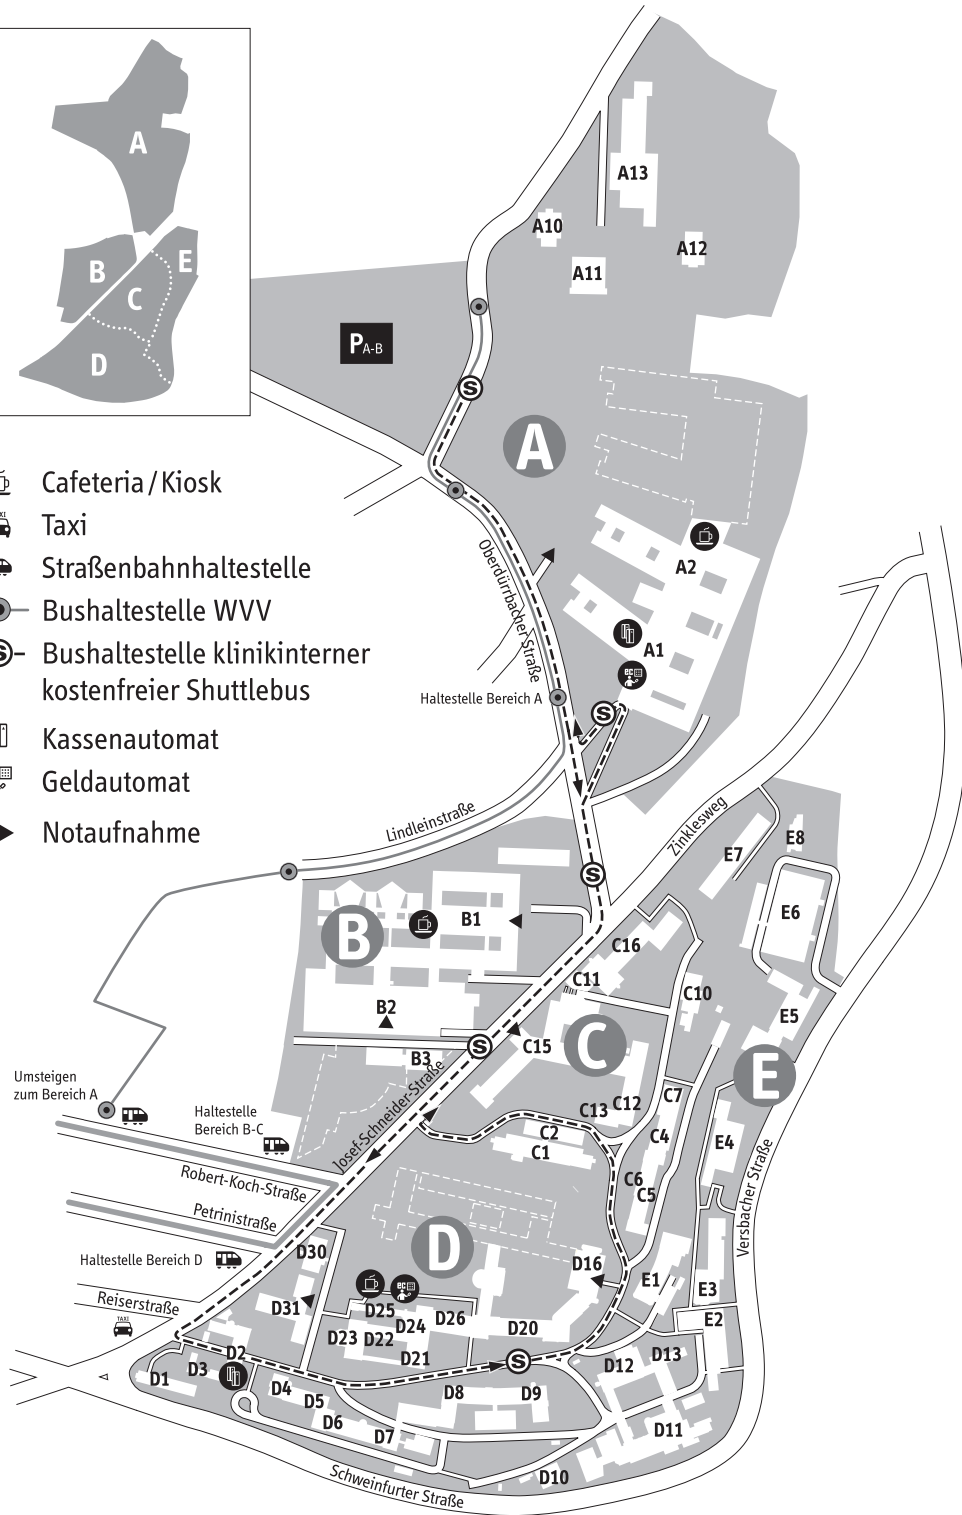 A
B
E
C
D
Cafeteria / Kiosk
TAXI
Taxi
Straßenbahnhaltestelle
Bushaltestelle WVV
S
Bushaltestelle klinikinterner
kostenfreier Shuttlebus
Kassenautomat
Geldautomat
Notaufnahme
A13
A10
A12
A11
PA-B
S
A
Oberdürrbacher Straße
A2
A1
ec
Haltestelle Bereich A
S
Lindleinstraße
Zinklesweg
S
E7
E8
B
B1
E6
C16
C11
C10
B2
E5
C
C15
S
B3
E
Josef-Schneider-Straße
Umsteigen
zum Bereich A
Haltestelle
Bereich B-C
C7
C13
C12
C2
C1
C4
E4
Robert-Koch-Straße
C6
C5
Versbacher Straße
Petrinistraße
D
D30
Haltestelle Bereich D
D16
E1
E3
ec
Reiserstraße
D31
D25
D26
D24
E2
TAXI
D23
D22
D20
D21
S
D2
D3
D1
D12
D13
D4
D5
D8
D9
D6
D7
D11
D10
Schweinfurter Straße